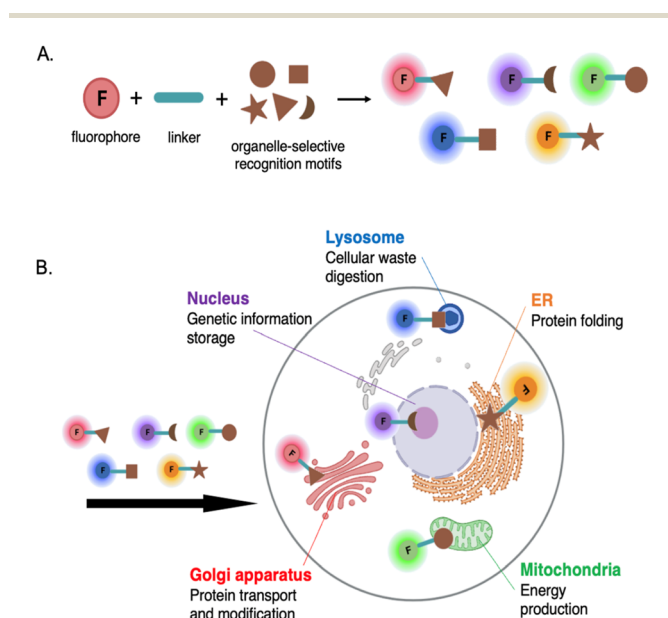 A.
F F F F
+ +
fluorophore linker organelle-selective
recognition motifs
F F
B.
Lysosome
Cellular waste
digestion
Nucleus
Genetic information
storage
ER
Protein folding
F
F
F F F F
F F F
F
Golgi apparatus
Protein transport
and modification
Mitochondria
Energy
production